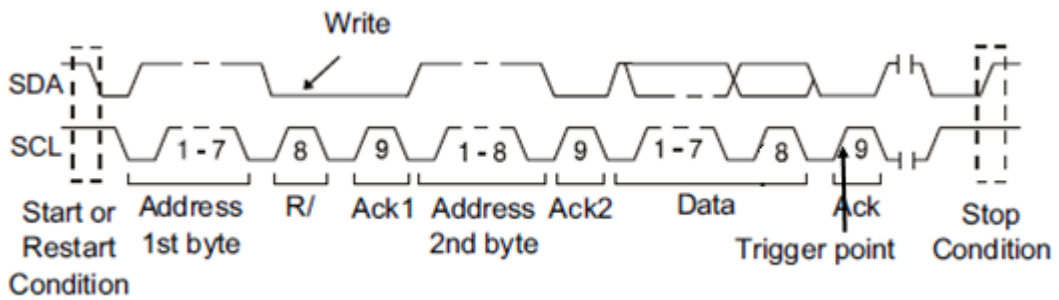 Write
SDA
SCL
1 - 7
8
9
1 - 8
9
1 - 7
8
9
Start or
Restart
Condition
Address
1st byte
R/
Ack1
Address
2nd byte
Ack2
Data
Ack
Trigger point
Stop
Condition